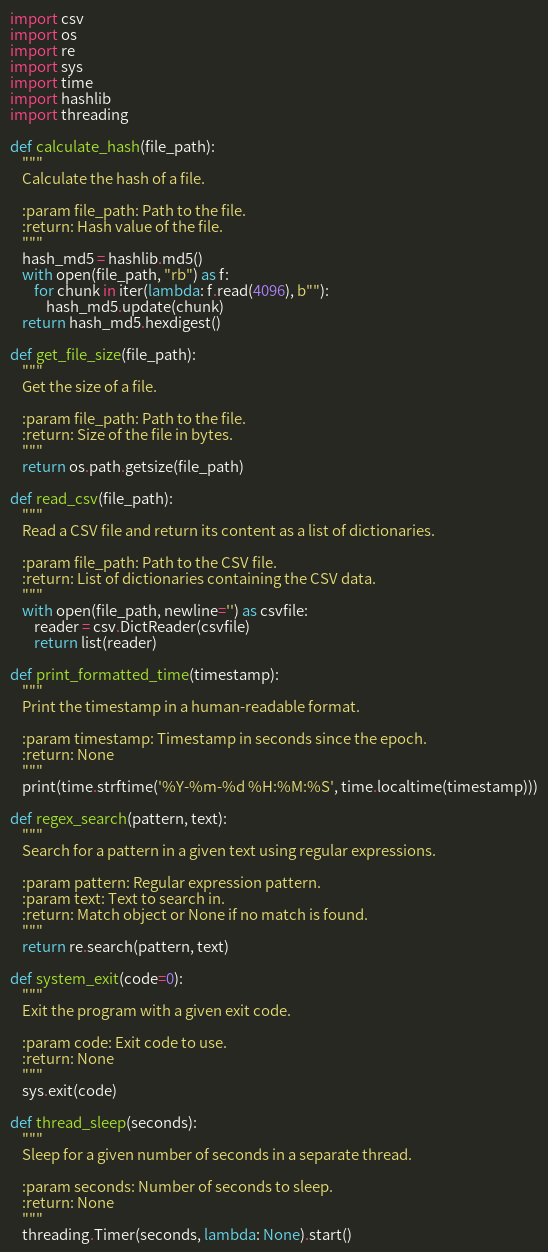 import csv
import os
import re
import sys
import time
import hashlib
import threading

def calculate_hash(file_path):
    """
    Calculate the hash of a file.

    :param file_path: Path to the file.
    :return: Hash value of the file.
    """
    hash_md5 = hashlib.md5()
    with open(file_path, "rb") as f:
        for chunk in iter(lambda: f.read(4096), b""):
            hash_md5.update(chunk)
    return hash_md5.hexdigest()

def get_file_size(file_path):
    """
    Get the size of a file.

    :param file_path: Path to the file.
    :return: Size of the file in bytes.
    """
    return os.path.getsize(file_path)

def read_csv(file_path):
    """
    Read a CSV file and return its content as a list of dictionaries.

    :param file_path: Path to the CSV file.
    :return: List of dictionaries containing the CSV data.
    """
    with open(file_path, newline='') as csvfile:
        reader = csv.DictReader(csvfile)
        return list(reader)

def print_formatted_time(timestamp):
    """
    Print the timestamp in a human-readable format.

    :param timestamp: Timestamp in seconds since the epoch.
    :return: None
    """
    print(time.strftime('%Y-%m-%d %H:%M:%S', time.localtime(timestamp)))

def regex_search(pattern, text):
    """
    Search for a pattern in a given text using regular expressions.

    :param pattern: Regular expression pattern.
    :param text: Text to search in.
    :return: Match object or None if no match is found.
    """
    return re.search(pattern, text)

def system_exit(code=0):
    """
    Exit the program with a given exit code.

    :param code: Exit code to use.
    :return: None
    """
    sys.exit(code)

def thread_sleep(seconds):
    """
    Sleep for a given number of seconds in a separate thread.

    :param seconds: Number of seconds to sleep.
    :return: None
    """
    threading.Timer(seconds, lambda: None).start()